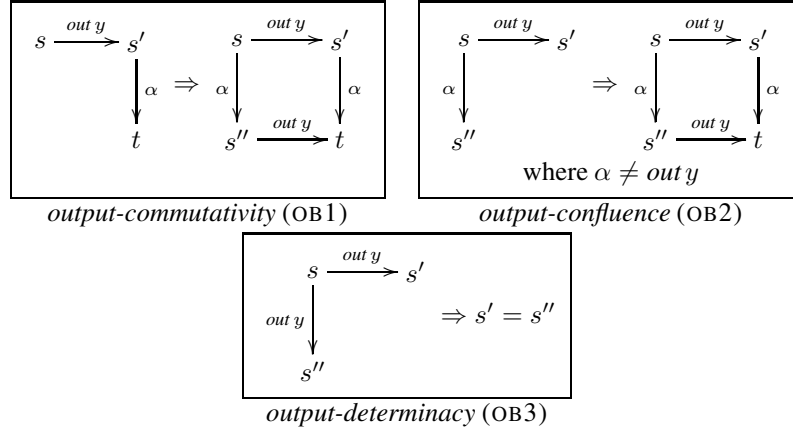 s out y s′ s out y s′
α ⇒ α α
t s″ out y t
output-commutativity (OB1)
s out y s′ s out y s′
α ⇒ α α
s″ s″ out y t
where α ≠ out y
output-confluence (OB2)
s out y s′
out y ⇒ s′ = s″
s″
output-determinacy (OB3)